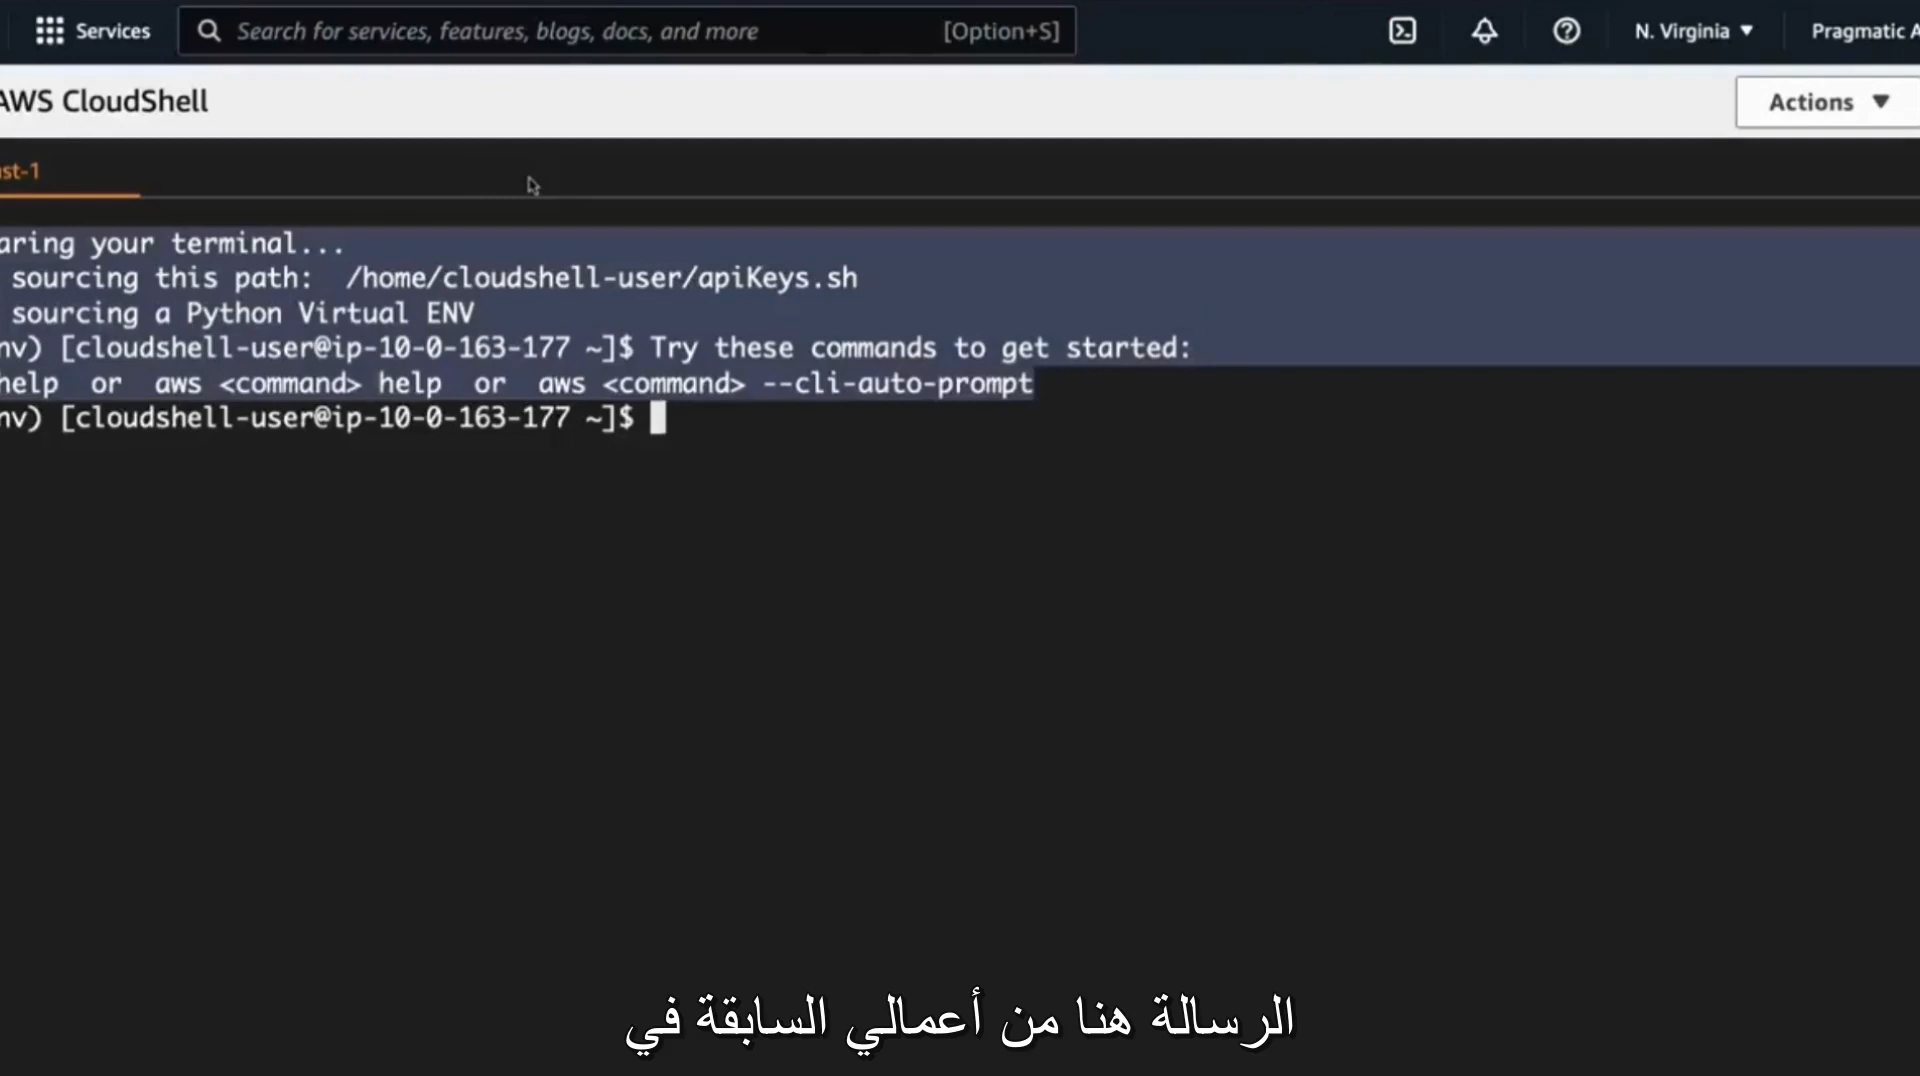 Services
Search for services, features, blogs, docs, and more
[Option+S]
N. Virginia
Pragmatic A
AWS CloudShell
Actions
st-1
aring your terminal...
sourcing this path: /home/cloudshell-user/apiKeys.sh
sourcing a Python Virtual ENV
nv) [cloudshell-user@ip-10-0-163-177 ~]$ Try these commands to get started:
help or aws <command> help or aws <command> --cli-auto-prompt
nv) [cloudshell-user@ip-10-0-163-177 ~]$
الرسالة هنا من أعمالي السابقة في